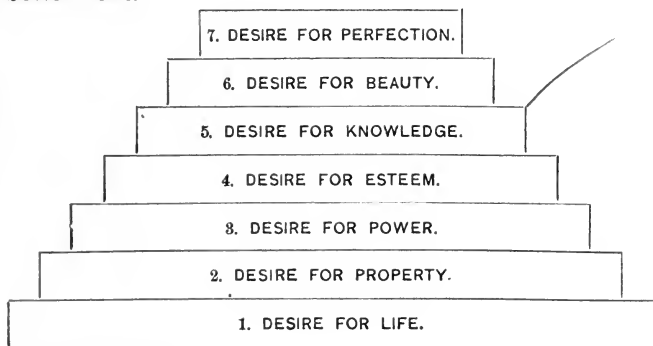 7. DESIRE FOR PERFECTION.
6. DESIRE FOR BEAUTY.
5. DESIRE FOR KNOWLEDGE.
4. DESIRE FOR ESTEEM.
3. DESIRE FOR POWER.
2. DESIRE FOR PROPERTY.
1. DESIRE FOR LIFE.